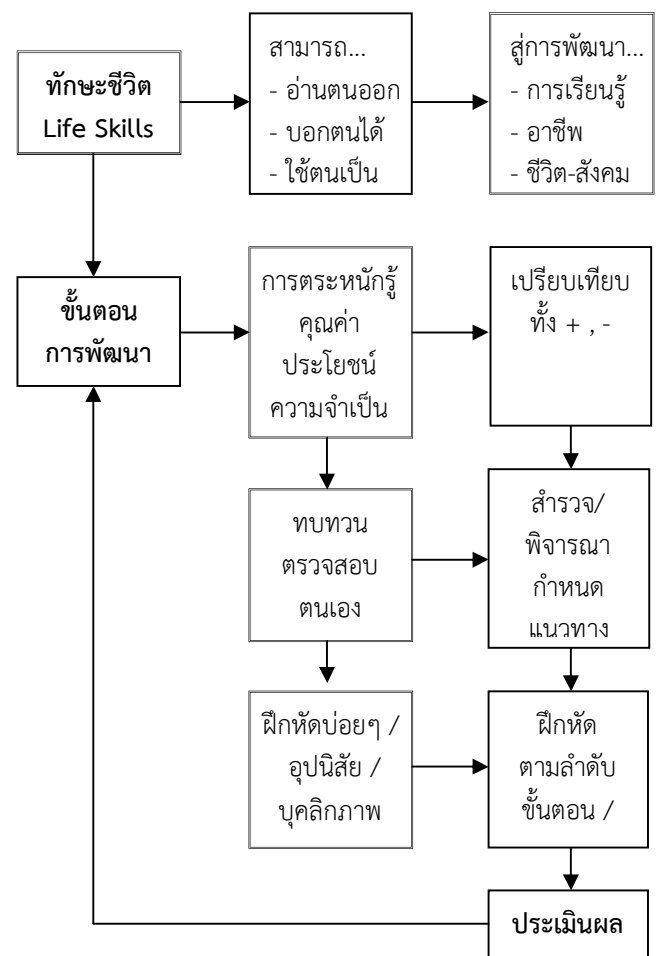 ทักษะชีวิต
Life Skills
สามารถ...
- อ่านตนออก
- บอกตนได้
- ใช้ตนเป็น
สู่การพัฒนา...
- การเรียนรู้
- อาชีพ
- ชีวิต-สังคม
ขั้นตอน
การพัฒนา
การตระหนักรู้
คุณค่า
ประโยชน์
ความจำเป็น
เปรียบเทียบ
ทั้ง + , -
ทบทวน
ตรวจสอบ
ตนเอง
สำรวจ/
พิจารณา
กำหนด
แนวทาง
ฝึกหัดบ่อยๆ /
อุปนิสัย /
บุคลิกภาพ
ฝึกหัด
ตามลำดับ
ขั้นตอน /
ประเมินผล